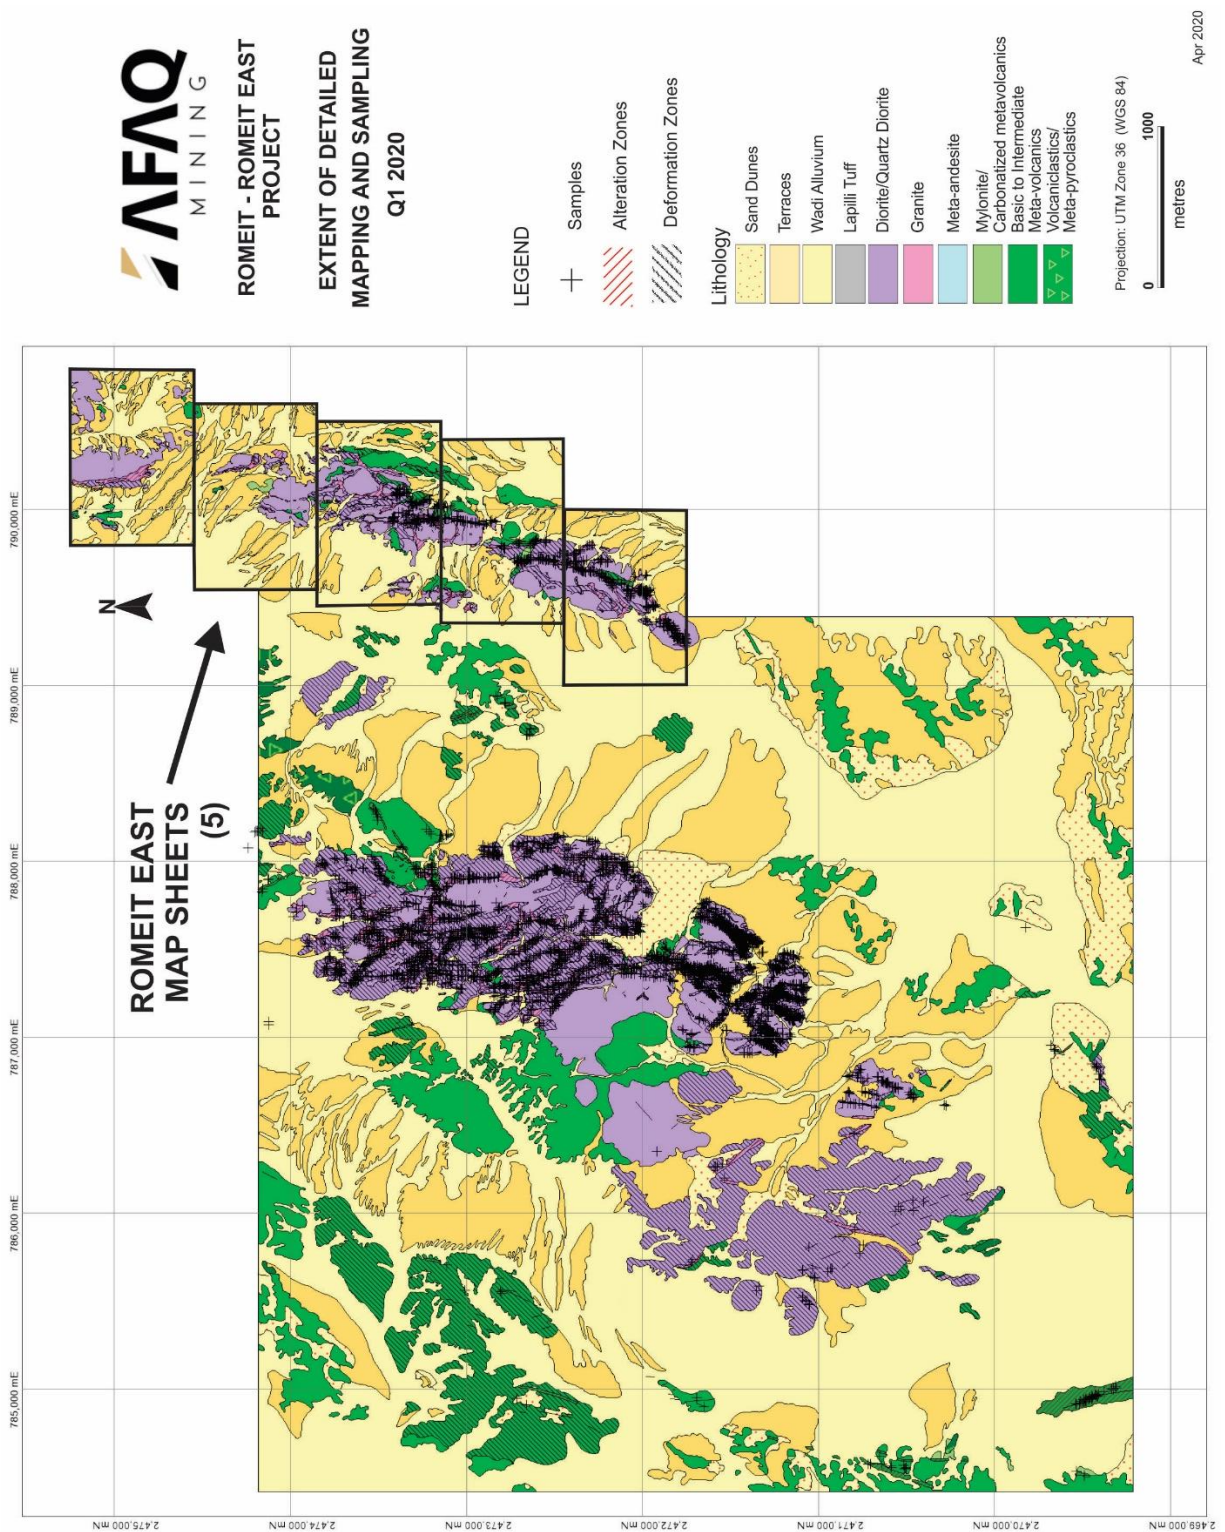 AFAQ
MINING
ROMEIT - ROMEIT EAST
PROJECT
EXTENT OF DETAILED
MAPPING AND SAMPLING
Q1 2020
LEGEND
Samples
Alteration Zones
Deformation Zones
Lithology
Sand Dunes
Terraces
Wadi Alluvium
Lapilli Tuff
Diorite/Quartz Diorite
Granite
Meta-andesite
Mylonite/
Carbonatized metavolcanics
Basic to Intermediate
Meta-volcanics
Volcaniclastics/
Meta-pyroclastics
Projection: UTM Zone 36 (WGS 84)
0 1000
metres
Apr 2020
ROMEIT EAST
MAP SHEETS
(5)
N
785,000 mE
786,000 mE
787,000 mE
788,000 mE
789,000 mE
790,000 mE
2,475,000 mN
2,474,000 mN
2,473,000 mN
2,472,000 mN
2,471,000 mN
2,470,000 mN
2,469,000 mN